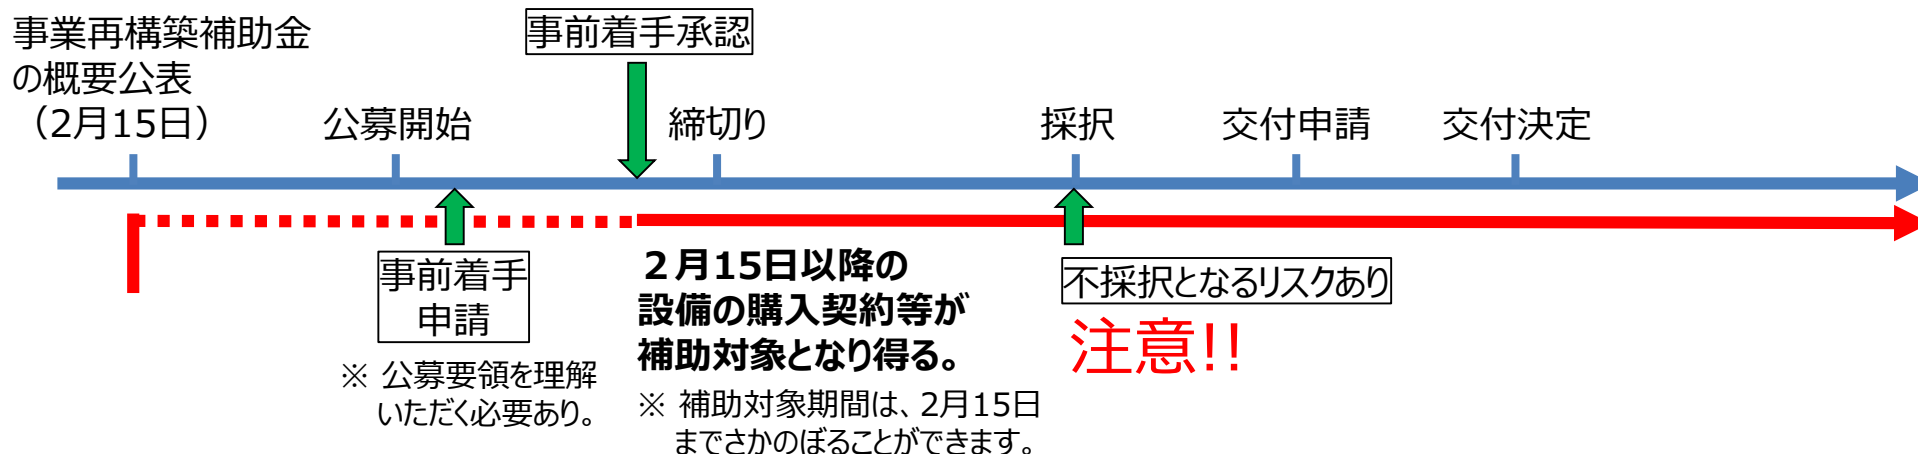 事業再構築補助金
の概要公表
（2月15日）
事前着手承認
公募開始
締切り
採択
交付申請
交付決定
事前着手
申請
※ 公募要領を理解
いただく必要あり。
２月15日以降の
設備の購入契約等が
補助対象となり得る。
※ 補助対象期間は、2月15日
までさかのぼることができます。
不採択となるリスクあり
注意!!